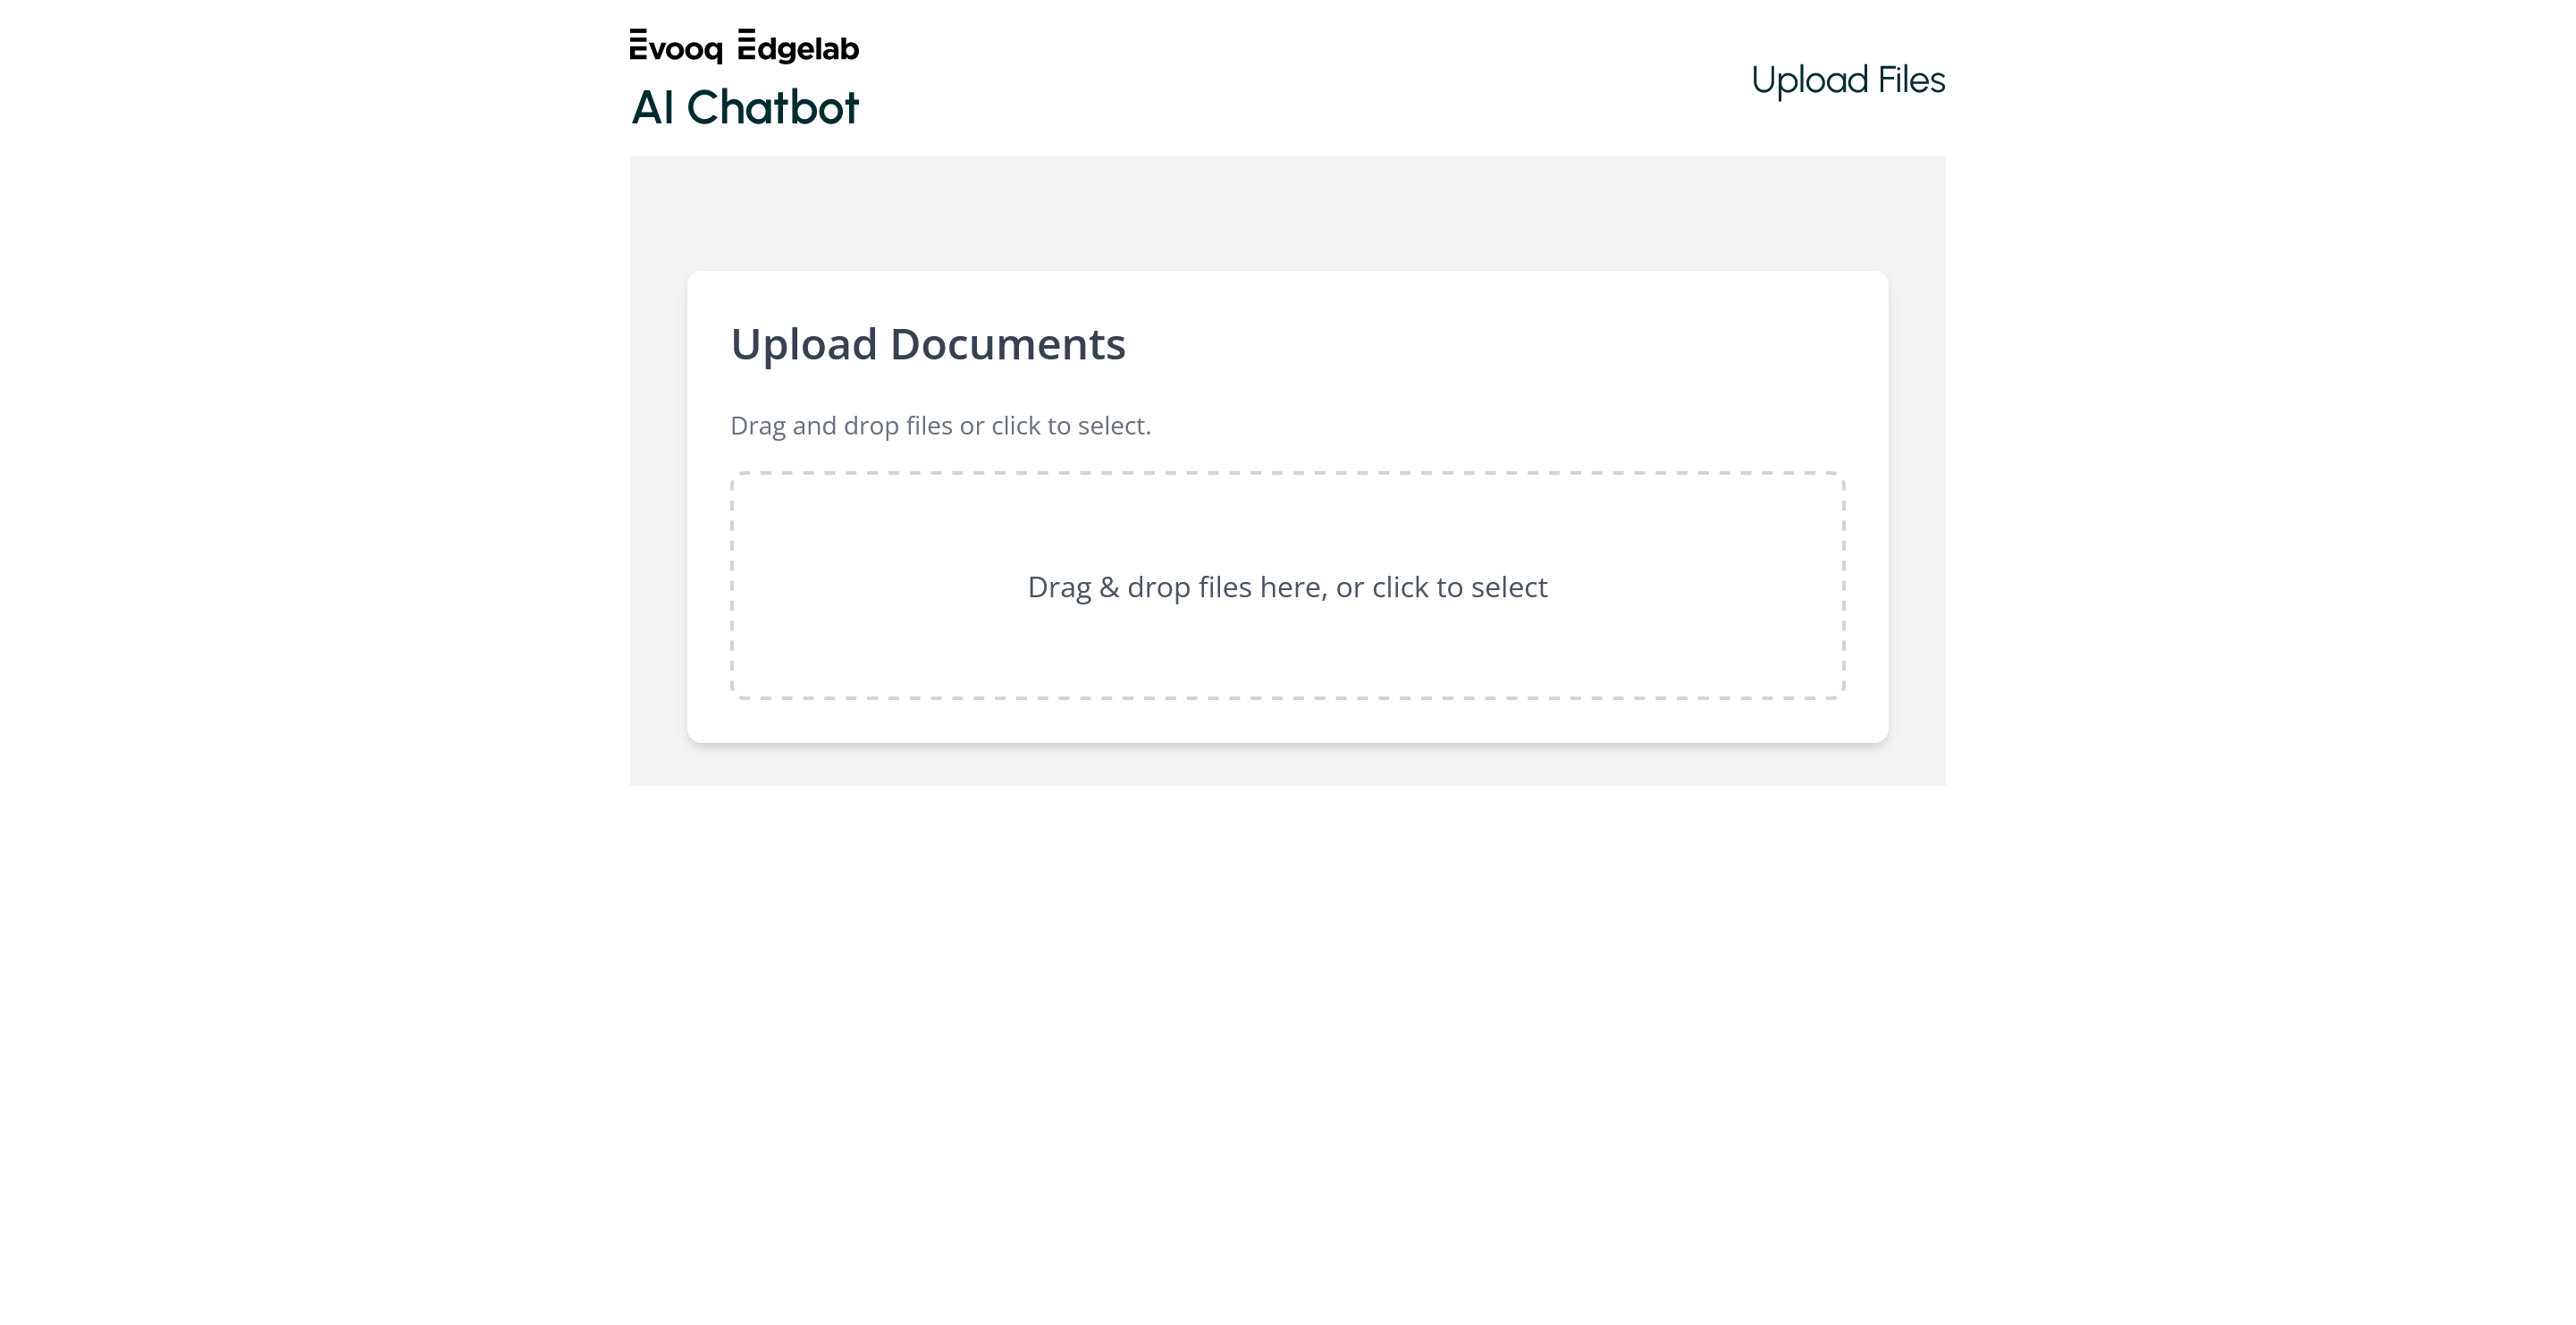 Evooq Edgelab
AI Chatbot
Upload Files
Upload Documents
Drag and drop files or click to select.
Drag & drop files here, or click to select